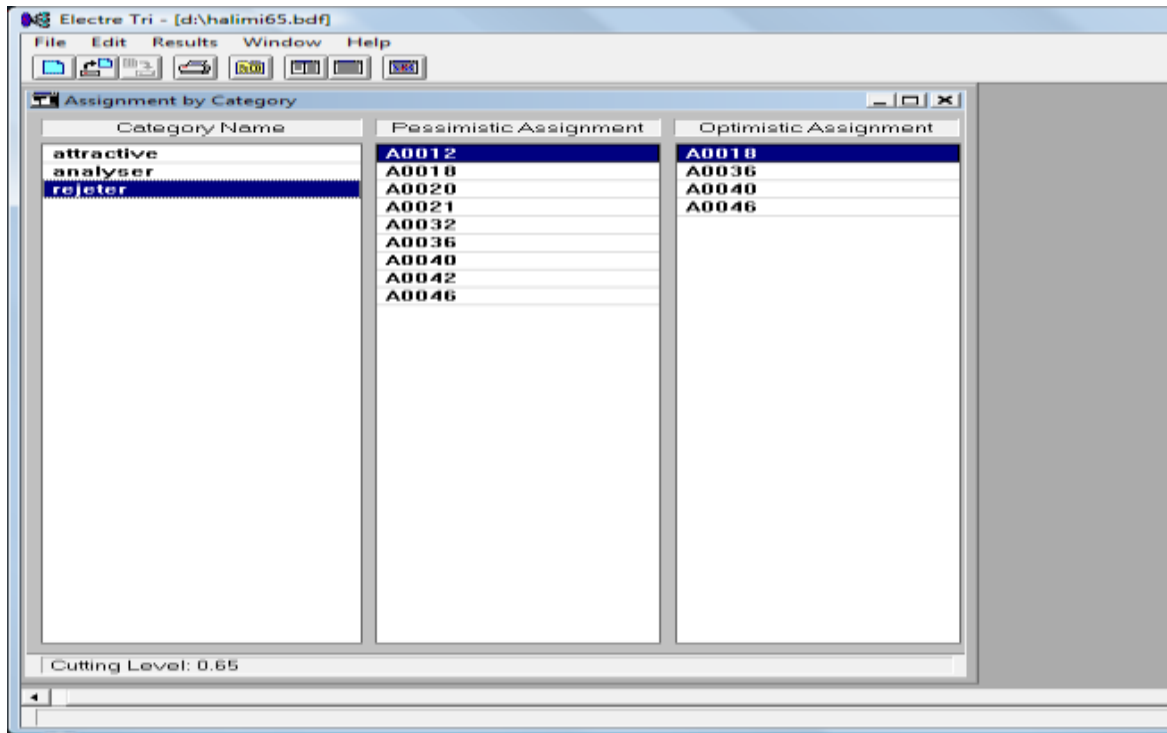 Electre Tri - [d:\halimi65.bdf]
File Edit Results Window Help
Assignment by Category
Category Name Pessimistic Assignment Optimistic Assignment
attractive A0012 A0018
analyser A0018 A0036
rejeter A0020 A0040
A0021 A0046
A0032
A0036
A0040
A0042
A0046
Cutting Level: 0.65